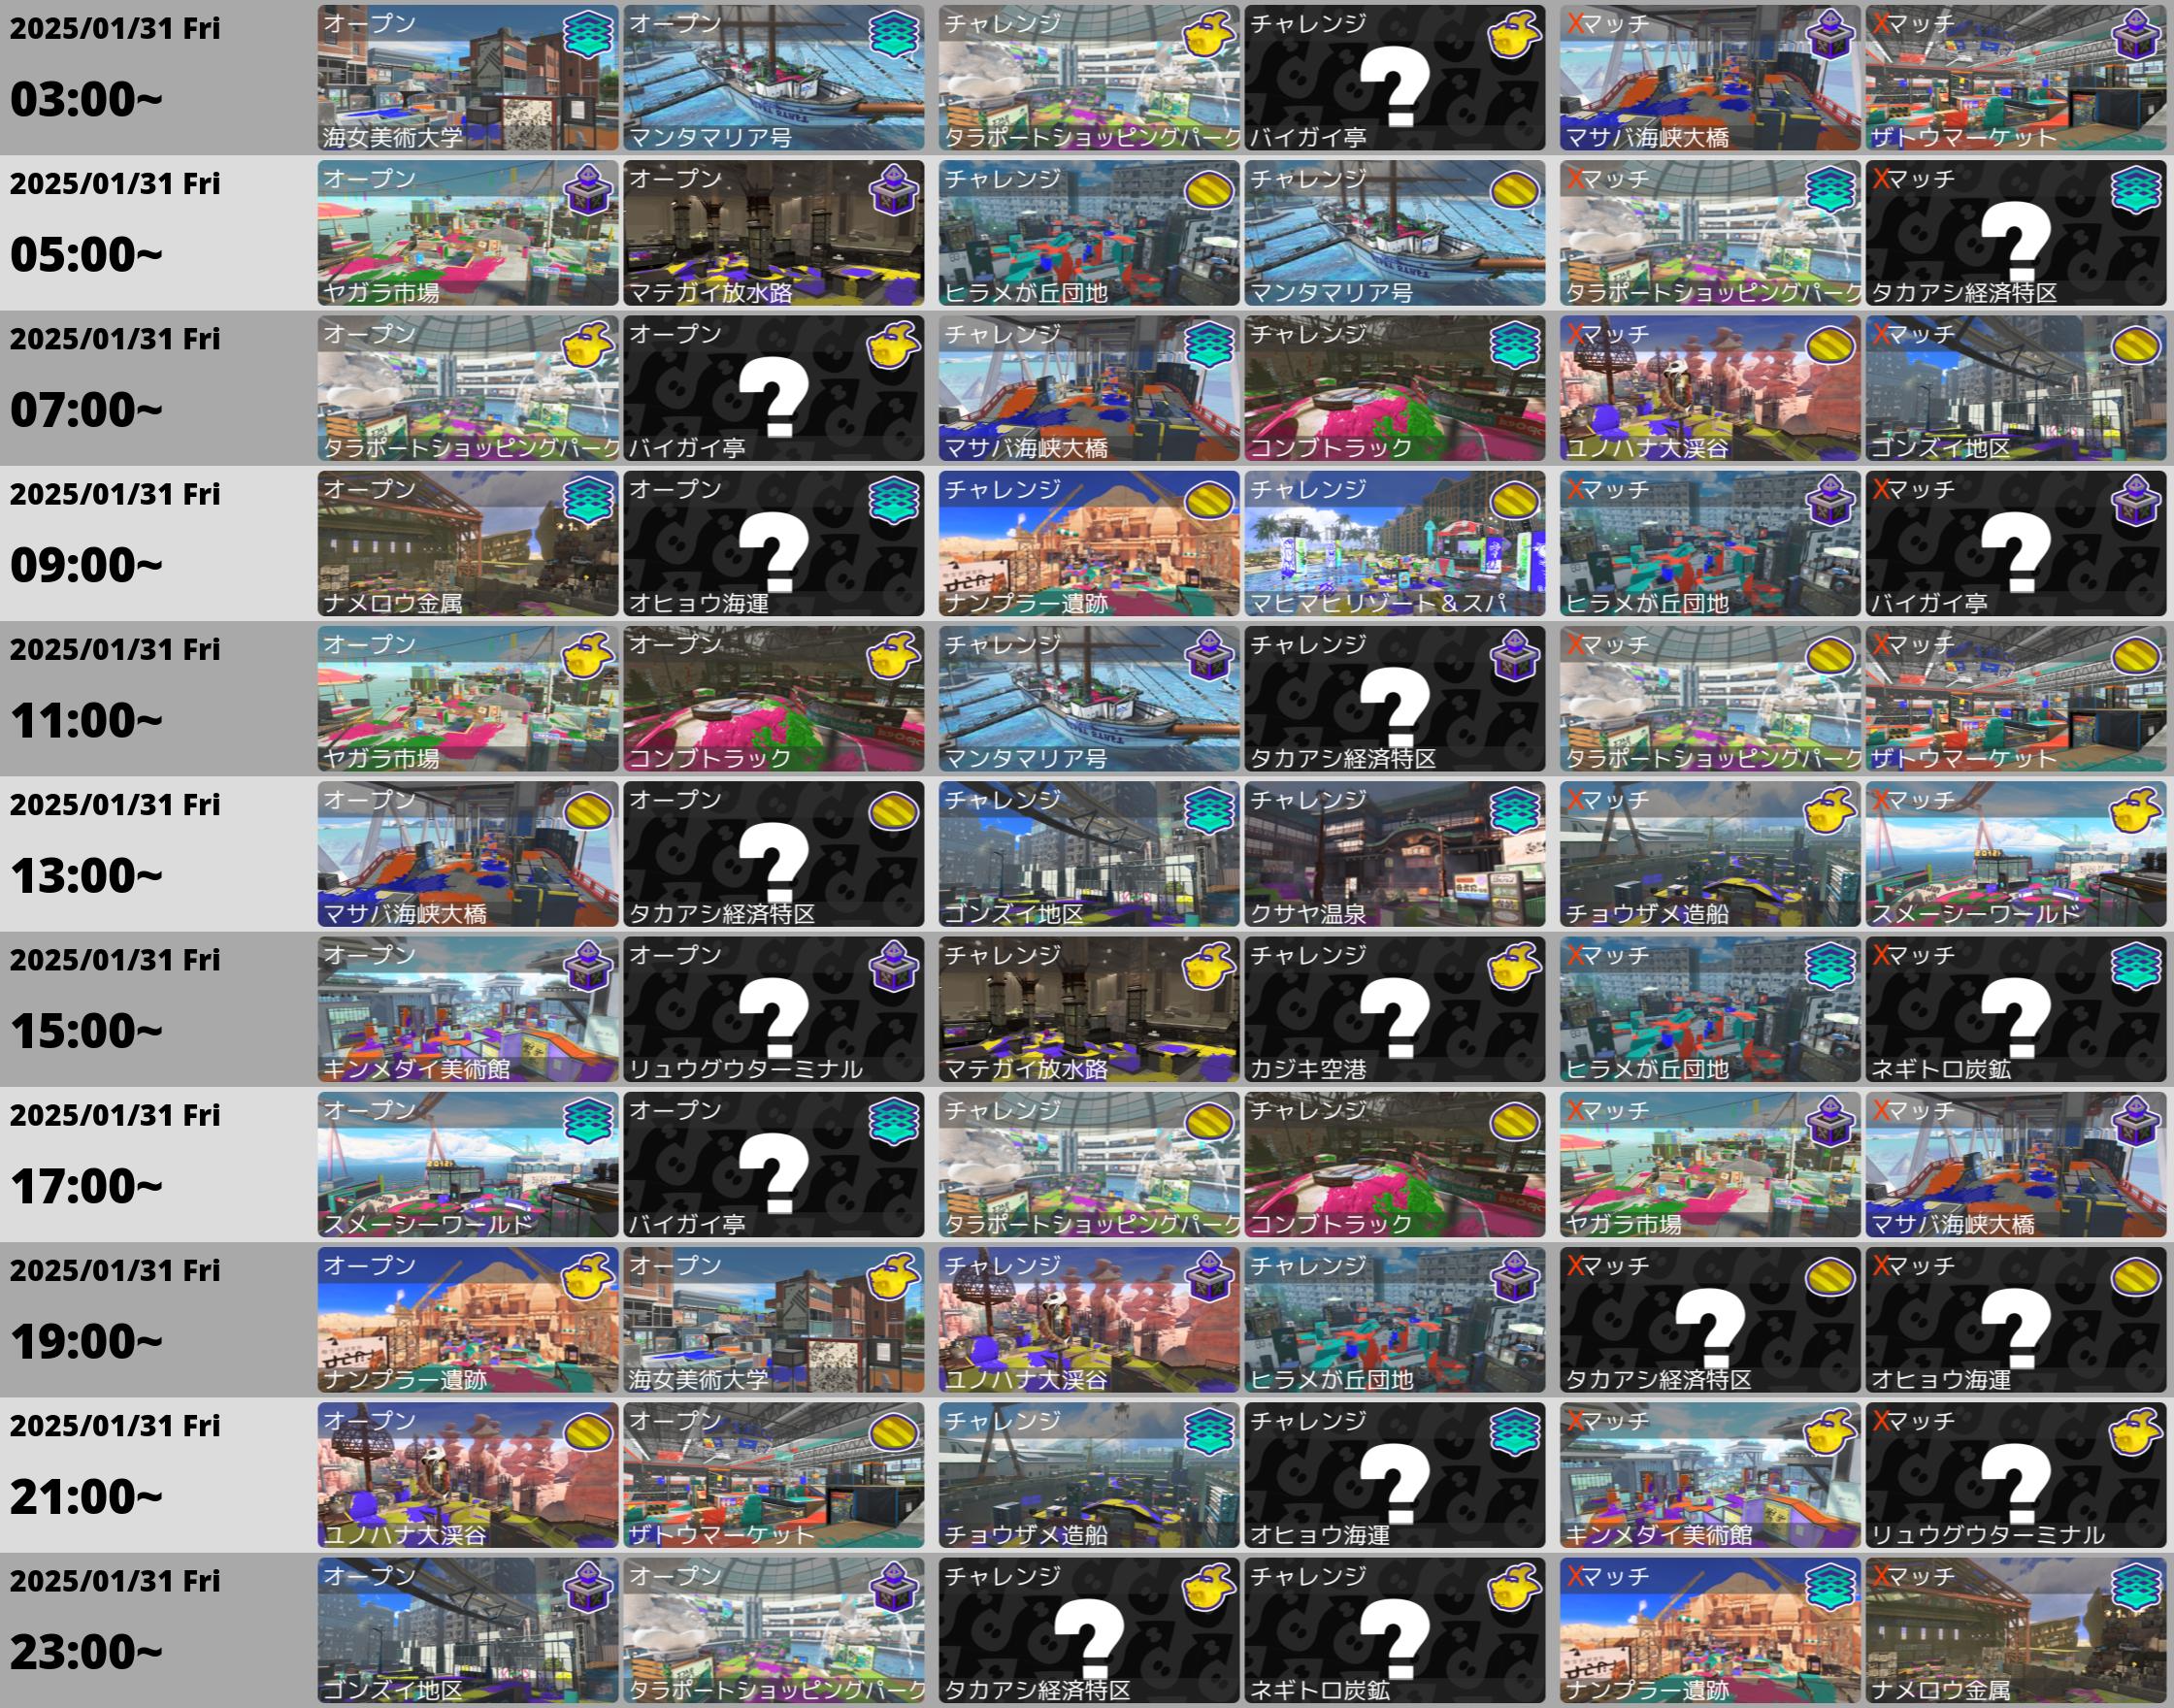 2025/01/31 Fri
03:00~
オープン
海女美術大学
オープン
マンタマリア号
チャレンジ
タラポートショッピングパーク
チャレンジ
バイガイ亭
Xマッチ
マサバ海峡大橋
Xマッチ
ザトウマーケット
2025/01/31 Fri
05:00~
オープン
ヤガラ市場
オープン
マテガイ放水路
チャレンジ
ヒラメが丘団地
チャレンジ
マンタマリア号
Xマッチ
タラポートショッピングパーク
Xマッチ
タカアシ経済特区
2025/01/31 Fri
07:00~
オープン
タラポートショッピングパーク
オープン
バイガイ亭
チャレンジ
マサバ海峡大橋
チャレンジ
コンブトラック
Xマッチ
ユノハナ大渓谷
Xマッチ
ゴンズイ地区
2025/01/31 Fri
09:00~
オープン
ナメロウ金属
オープン
オヒョウ海運
チャレンジ
ナンプラー遺跡
チャレンジ
マヒマヒリゾート&スパ
Xマッチ
ヒラメが丘団地
Xマッチ
バイガイ亭
2025/01/31 Fri
11:00~
オープン
ヤガラ市場
オープン
コンブトラック
チャレンジ
マンタマリア号
チャレンジ
タカアシ経済特区
Xマッチ
タラポートショッピングパーク
Xマッチ
ザトウマーケット
2025/01/31 Fri
13:00~
オープン
マサバ海峡大橋
オープン
タカアシ経済特区
チャレンジ
ゴンズイ地区
チャレンジ
クサヤ温泉
Xマッチ
チョウザメ造船
Xマッチ
スメーシーワールド
2025/01/31 Fri
15:00~
オープン
キンメダイ美術館
オープン
リュウグウターミナル
チャレンジ
マテガイ放水路
チャレンジ
カジキ空港
Xマッチ
ヒラメが丘団地
Xマッチ
ネギトロ炭鉱
2025/01/31 Fri
17:00~
オープン
スメーシーワールド
オープン
バイガイ亭
チャレンジ
タラポートショッピングパーク
チャレンジ
コンブトラック
Xマッチ
ヤガラ市場
Xマッチ
マサバ海峡大橋
2025/01/31 Fri
19:00~
オープン
ナンプラー遺跡
オープン
海女美術大学
チャレンジ
ユノハナ大渓谷
チャレンジ
ヒラメが丘団地
Xマッチ
タカアシ経済特区
Xマッチ
オヒョウ海運
2025/01/31 Fri
21:00~
オープン
ユノハナ大渓谷
オープン
ザトウマーケット
チャレンジ
チョウザメ造船
チャレンジ
オヒョウ海運
Xマッチ
キンメダイ美術館
Xマッチ
リュウグウターミナル
2025/01/31 Fri
23:00~
オープン
ゴンズイ地区
オープン
タラポートショッピングパーク
チャレンジ
タカアシ経済特区
チャレンジ
ネギトロ炭鉱
Xマッチ
ナンプラー遺跡
Xマッチ
ナメロウ金属